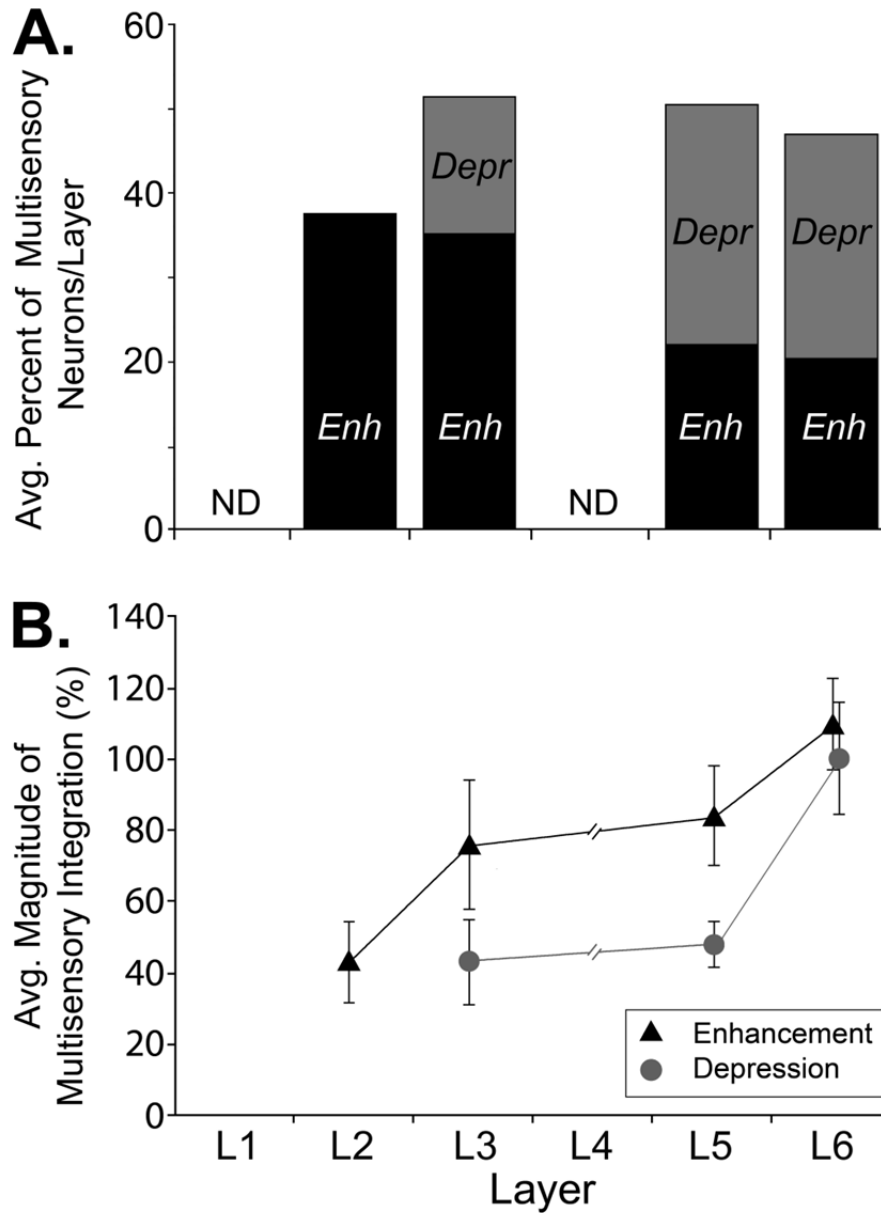 A.
Avg. Percent of Multisensory
Neurons/Layer
60
40
20
0
ND
Enh
Depr
Enh
ND
Depr
Enh
Depr
Enh
B.
Avg. Magnitude of
Multisensory Integration (%)
140
120
100
80
60
40
20
0
Enhancement
Depression
L1 L2 L3 L4 L5 L6
Layer